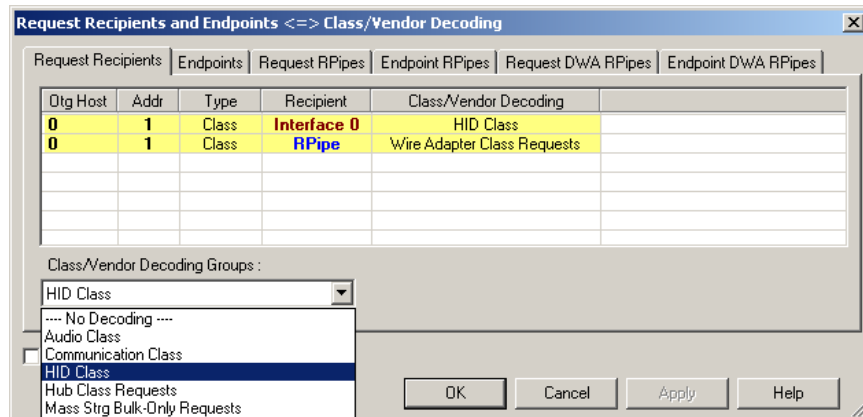 Request Recipients and Endpoints <=> Class/Vendor Decoding
Request Recipients Endpoints Request RPipes Endpoint RPipes Request DWA RPipes Endpoint DWA RPipes
Otg Host Addr Type Recipient Class/Vendor Decoding
0 1 Class Interface 0 HID Class
0 1 Class RPipe Wire Adapter Class Requests
Class/Vendor Decoding Groups :
HID Class
---- No Decoding ----
Audio Class
Communication Class
HID Class
Hub Class Requests
Mass Strg Bulk-Only Requests
OK Cancel Apply Help